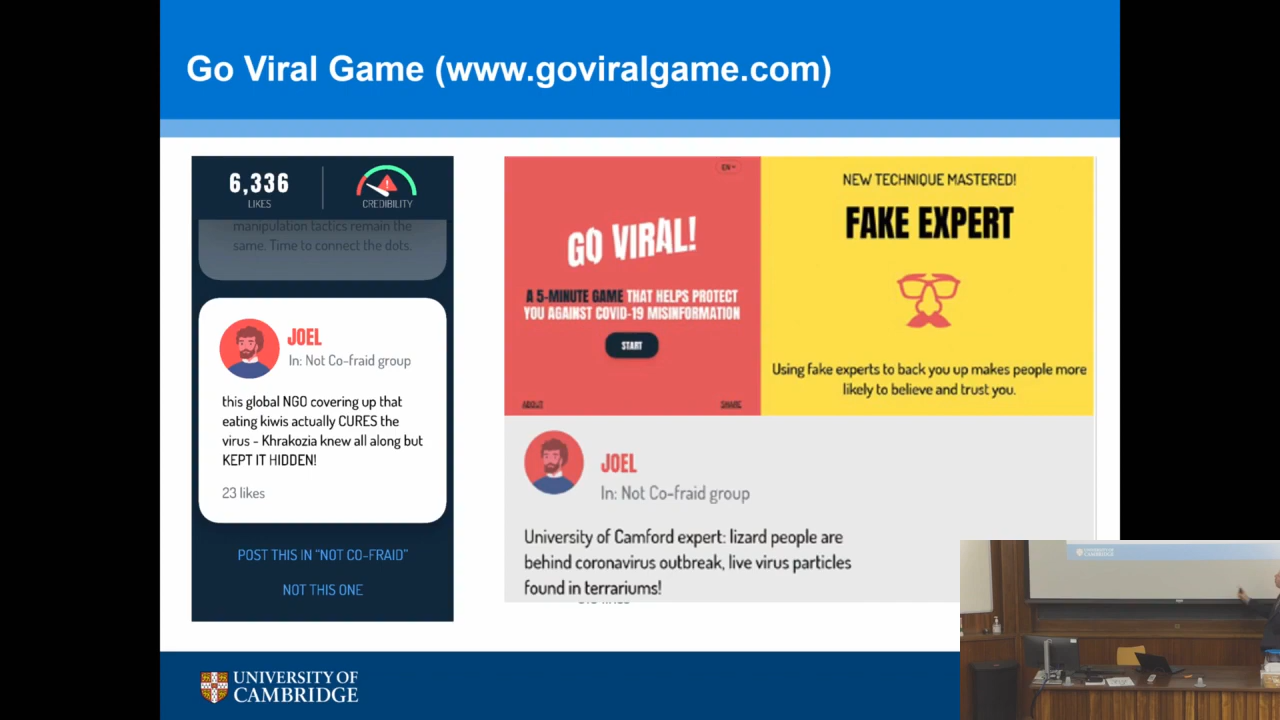 Go Viral Game (www.goviralgame.com)
6,336
LIKES
CREDIBILITY
manipulation tactics remain the
same. Time to connect the dots.
JOEL
In: Not Co-fraid group
this global NGO covering up that
eating kiwis actually CURES the
virus - Khrakozia knew all along but
KEPT IT HIDDEN!
23 likes
POST THIS IN "NOT CO-FRAID"
NOT THIS ONE
EN
GO VIRAL!
A 5-MINUTE GAME THAT HELPS PROTECT
YOU AGAINST COVID-19 MISINFORMATION
START
ABOUT
SHARE
NEW TECHNIQUE MASTERED!
FAKE EXPERT
Using fake experts to back you up makes people more
likely to believe and trust you.
JOEL
In: Not Co-fraid group
University of Camford expert: lizard people are
behind coronavirus outbreak, live virus particles
found in terrariums!
UNIVERSITY OF
CAMBRIDGE
UNIVERSITY OF
CAMBRIDGE